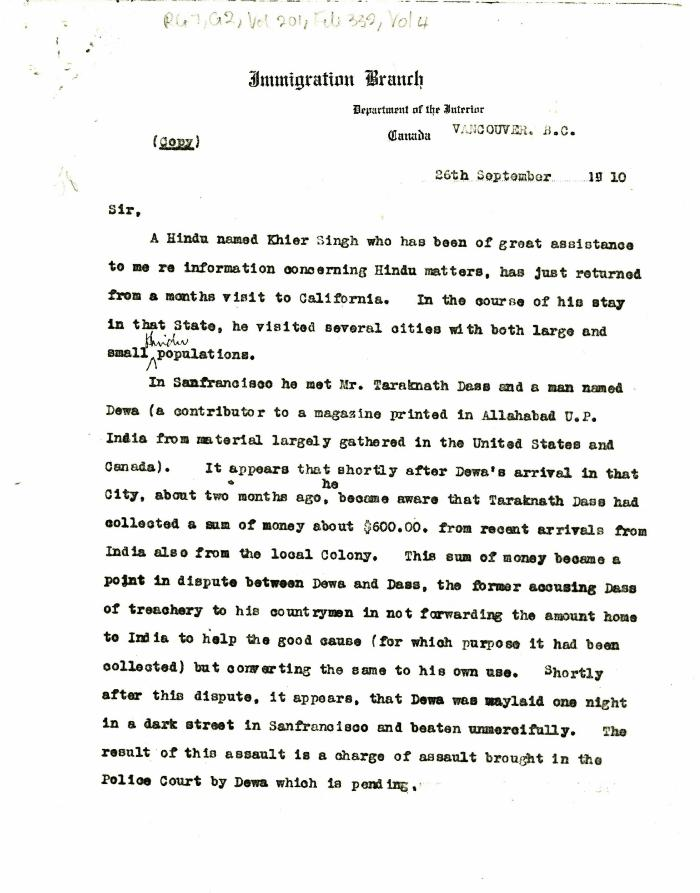 RG7, G2, Vol 201, File 332, Vol 4
Immigration Branch
Department of the Interior
Canada VANCOUVER. B.C.
(Copy)
26th September 1910
Sir,
A Hindu named Khier Singh who has been of great assistance
to me re information concerning Hindu matters, has just returned
from a months visit to California. In the course of his stay
in that State, he visited several cities with both large and
small Hindu populations.
In Sanfrancisco he met Mr. Taraknath Dass and a man named
Dewa (a contributor to a magazine printed in Allahabad U.P.
India from material largely gathered in the United States and
Canada). It appears that shortly after Dewa's arrival in that
City, about two months ago, he became aware that Taraknath Dass had
collected a sum of money about $600.00. from recent arrivals from
India also from the local Colony. This sum of money became a
point in dispute between Dewa and Dass, the former accusing Dass
of treachery to his countrymen in not forwarding the amount home
to India to help the good cause (for which purpose it had been
collected) but converting the same to his own use. Shortly
after this dispute, it appears, that Dewa was waylaid one night
in a dark street in Sanfrancisco and beaten unmercifully. The
result of this assault is a charge of assault brought in the
Police Court by Dewa which is pending.